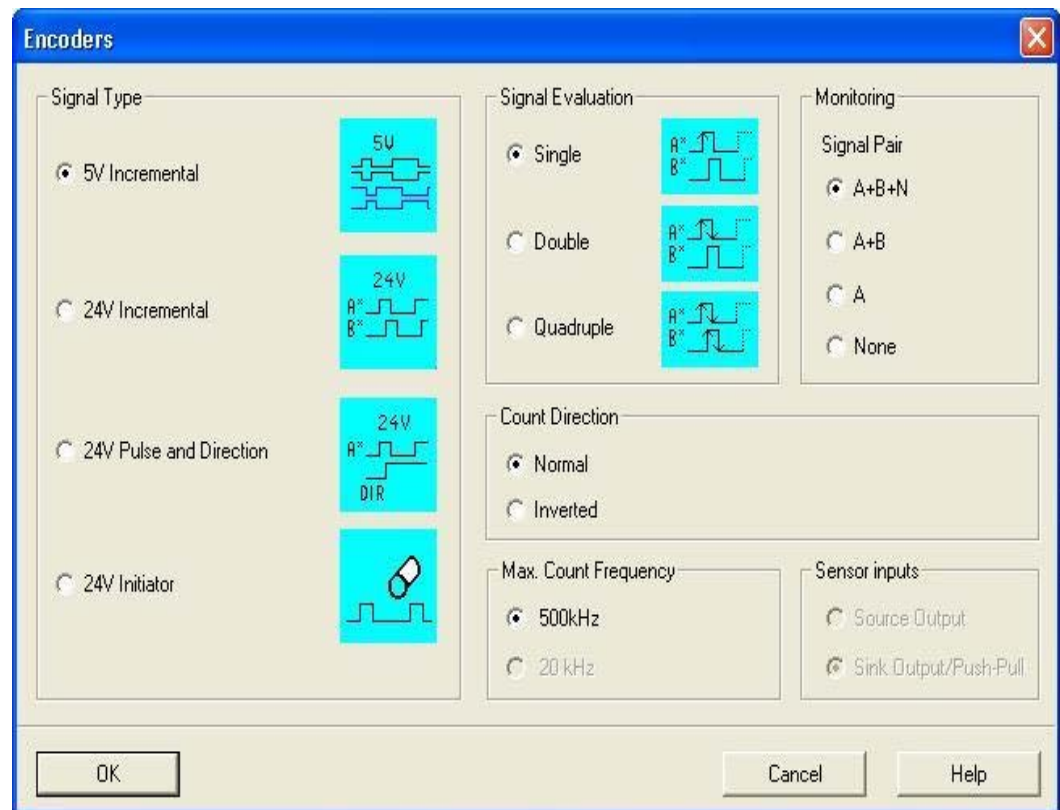 Encoders
Signal Type
5V
5V Incremental
24V
A*
B*
24V Incremental
24V
A*
DIR
24V Pulse and Direction
24V Initiator
Signal Evaluation
Single
A*
B*
Double
A*
B*
Quadruple
A*
B*
Monitoring
Signal Pair
A+B+N
A+B
A
None
Count Direction
Normal
Inverted
Max. Count Frequency
500kHz
20 kHz
Sensor inputs
Source Output
Sink Output/Push-Pull
OK
Cancel
Help